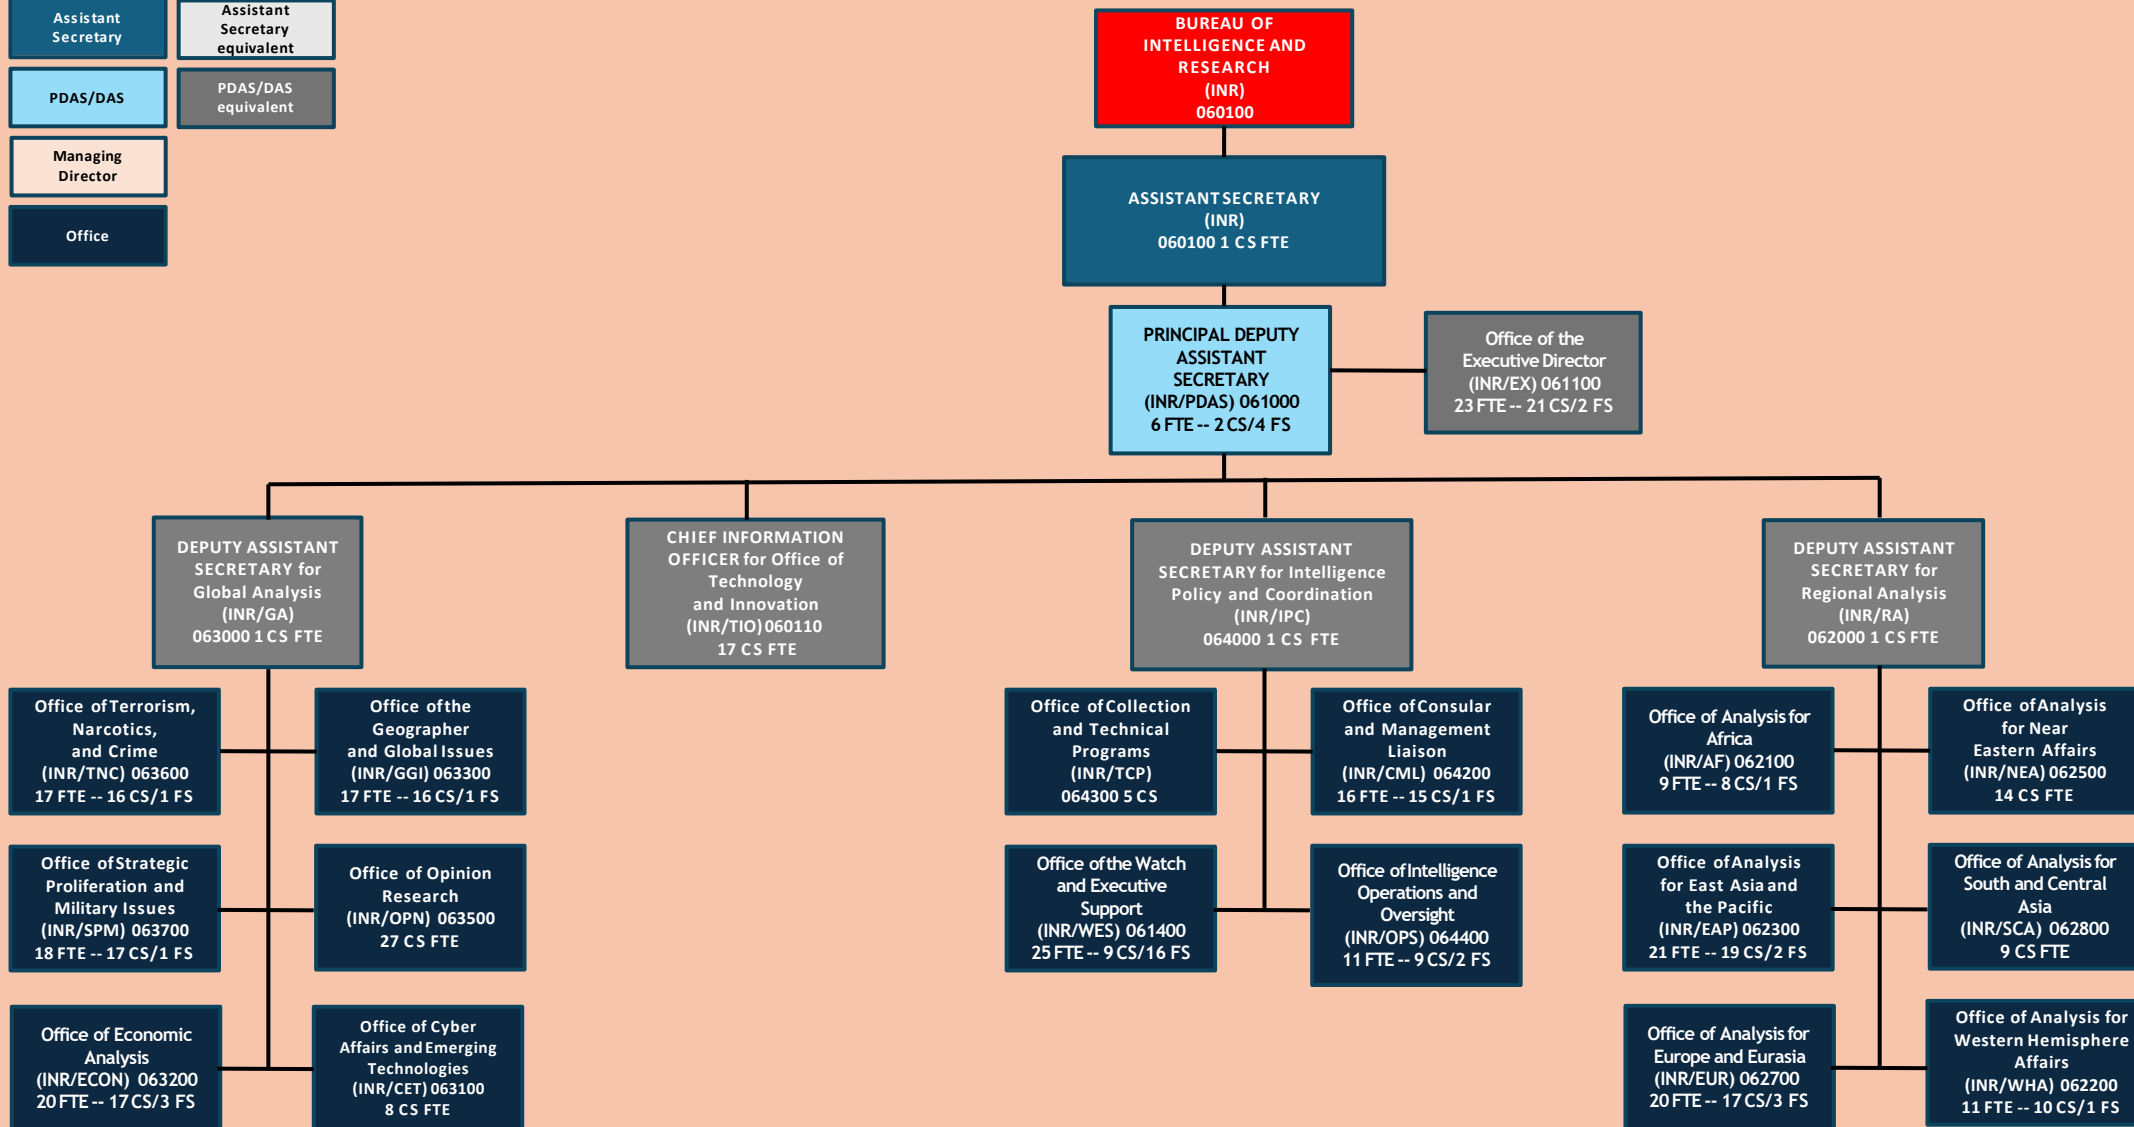 Assistant
Secretary
Assistant
Secretary
equivalent
PDAS/DAS
PDAS/DAS
equivalent
Managing
Director
Office
BUREAU OF
INTELLIGENCE AND
RESEARCH
(INR)
060100
ASSISTANT SECRETARY
(INR)
060100 1 CS FTE
PRINCIPAL DEPUTY
ASSISTANT
SECRETARY
(INR/PDAS) 061000
6 FTE -- 2 CS/4 FS
Office of the
Executive Director
(INR/EX) 061100
23 FTE -- 21 CS/2 FS
DEPUTY ASSISTANT
SECRETARY for
Global Analysis
(INR/GA)
063000 1 CS FTE
CHIEF INFORMATION
OFFICER for Office of
Technology
and Innovation
(INR/TIO) 060110
17 CS FTE
DEPUTY ASSISTANT
SECRETARY for Intelligence
Policy and Coordination
(INR/IPC)
064000 1 CS FTE
DEPUTY ASSISTANT
SECRETARY for
Regional Analysis
(INR/RA)
062000 1 CS FTE
Office of Terrorism,
Narcotics,
and Crime
(INR/TNC) 063600
17 FTE -- 16 CS/1 FS
Office of the
Geographer
and Global Issues
(INR/GGI) 063300
17 FTE -- 16 CS/1 FS
Office of Strategic
Proliferation and
Military Issues
(INR/SPM) 063700
18 FTE -- 17 CS/1 FS
Office of Opinion
Research
(INR/OPN) 063500
27 CS FTE
Office of Economic
Analysis
(INR/ECON) 063200
20 FTE -- 17 CS/3 FS
Office of Cyber
Affairs and Emerging
Technologies
(INR/CET) 063100
8 CS FTE
Office of Collection
and Technical
Programs
(INR/TCP)
064300 5 CS
Office of Consular
and Management
Liaison
(INR/CML) 064200
16 FTE -- 15 CS/1 FS
Office of the Watch
and Executive
Support
(INR/WES) 061400
25 FTE -- 9 CS/16 FS
Office of Intelligence
Operations and
Oversight
(INR/OPS) 064400
11 FTE -- 9 CS/2 FS
Office of Analysis for
Africa
(INR/AF) 062100
9 FTE -- 8 CS/1 FS
Office of Analysis
for Near
Eastern Affairs
(INR/NEA) 062500
14 CS FTE
Office of Analysis
for East Asia and
the Pacific
(INR/EAP) 062300
21 FTE -- 19 CS/2 FS
Office of Analysis for
South and Central
Asia
(INR/SCA) 062800
9 CS FTE
Office of Analysis for
Europe and Eurasia
(INR/EUR) 062700
20 FTE -- 17 CS/3 FS
Office of Analysis for
Western Hemisphere
Affairs
(INR/WHA) 062200
11 FTE -- 10 CS/1 FS